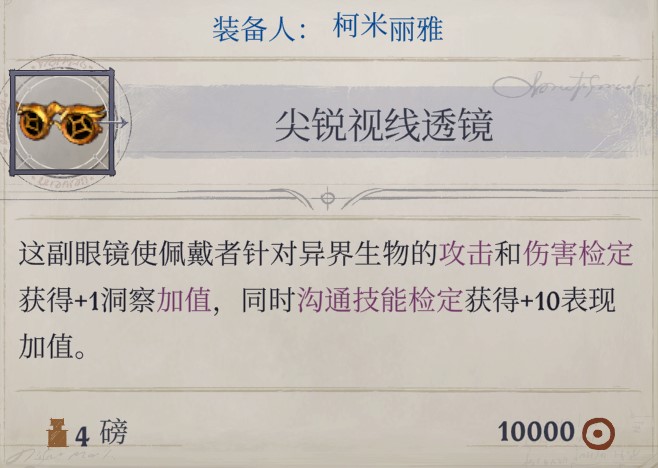 装备人： 柯米丽雅
尖锐视线透镜
这副眼镜使佩戴者针对异界生物的攻击和伤害检定
获得+1洞察加值，同时沟通技能检定获得+10表现
加值。
4 磅
10000